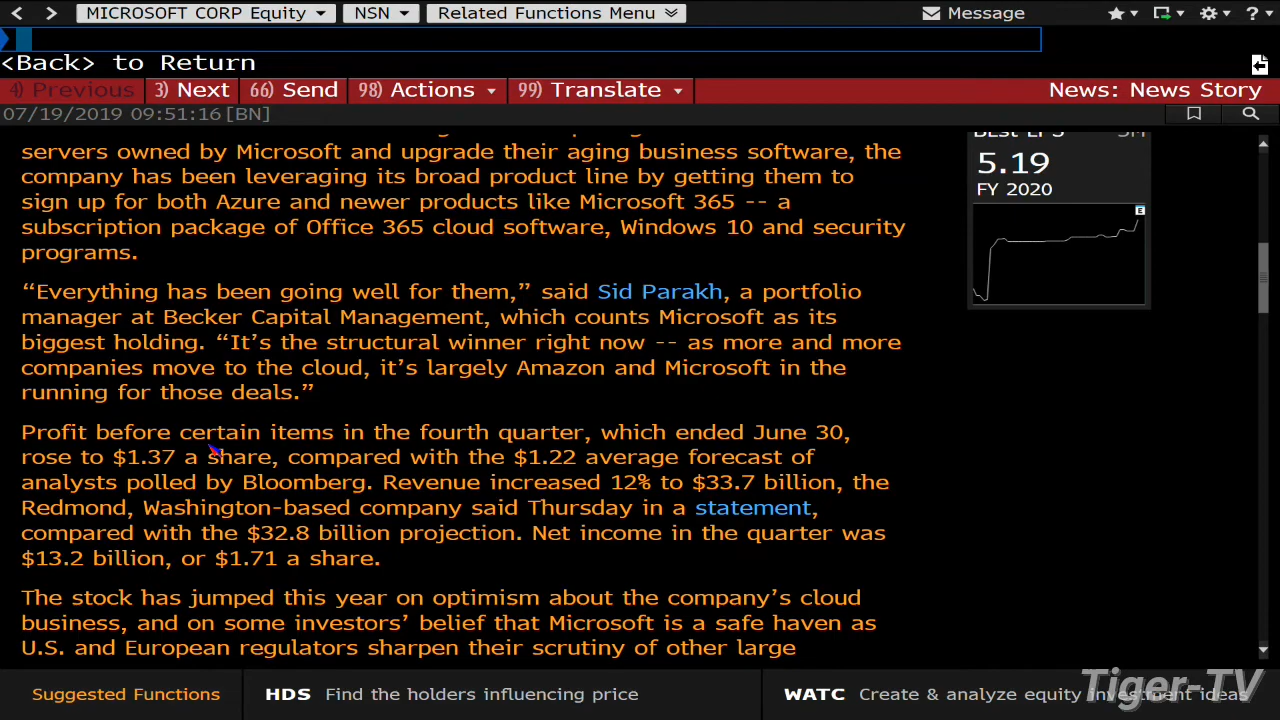 MICROSOFT CORP Equity
NSN
Related Functions Menu
Message
?
<Back> to Return
4) Previous
3) Next
66) Send
98) Actions
99) Translate
News: News Story
07/19/2019 09:51:16 [BN]
servers owned by Microsoft and upgrade their aging business software, the
company has been leveraging its broad product line by getting them to
sign up for both Azure and newer products like Microsoft 365 -- a
subscription package of Office 365 cloud software, Windows 10 and security
programs.
“Everything has been going well for them,” said Sid Parakh, a portfolio
manager at Becker Capital Management, which counts Microsoft as its
biggest holding. “It’s the structural winner right now -- as more and more
companies move to the cloud, it’s largely Amazon and Microsoft in the
running for those deals.”
Profit before certain items in the fourth quarter, which ended June 30,
rose to $1.37 a share, compared with the $1.22 average forecast of
analysts polled by Bloomberg. Revenue increased 12% to $33.7 billion, the
Redmond, Washington-based company said Thursday in a statement,
compared with the $32.8 billion projection. Net income in the quarter was
$13.2 billion, or $1.71 a share.
The stock has jumped this year on optimism about the company’s cloud
business, and on some investors’ belief that Microsoft is a safe haven as
U.S. and European regulators sharpen their scrutiny of other large
BEst EPS 3M
5.19
FY 2020
E
Suggested Functions
HDS Find the holders influencing price
WATC Create & analyze equity investment ideas
Tiger-TV